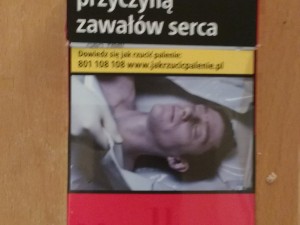 przyczyną
zawałów serca
Dowiedz się jak rzucić palenie:
801 108 108 www.jakrzucicpalenie.pl